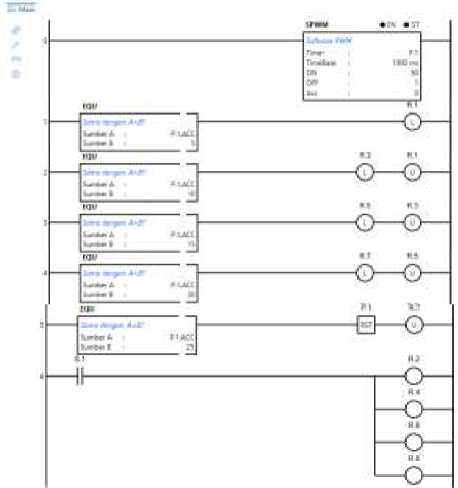 Main
SPWM
ON ST
Software PWM
0
Timer : P.1
TimeBase : 1000 ms
ON : 50
OFF : 1
Acc : 0
EQU
R.1
1
Sama dengan A=B?
L
Sumber A : P.1.ACC
Sumber B : 5
EQU
R.3 R.1
2
Sama dengan A=B?
L U
Sumber A : P.1.ACC
Sumber B : 10
EQU
R.5 R.3
3
Sama dengan A=B?
L U
Sumber A : P.1.ACC
Sumber B : 15
EQU
R.7 R.5
4
Sama dengan A=B?
L U
Sumber A : P.1.ACC
Sumber B : 20
EQU
P.1 R.7
5
Sama dengan A=B?
RST U
Sumber A : P.1.ACC
Sumber B : 25
R.1
R.2
6
R.4